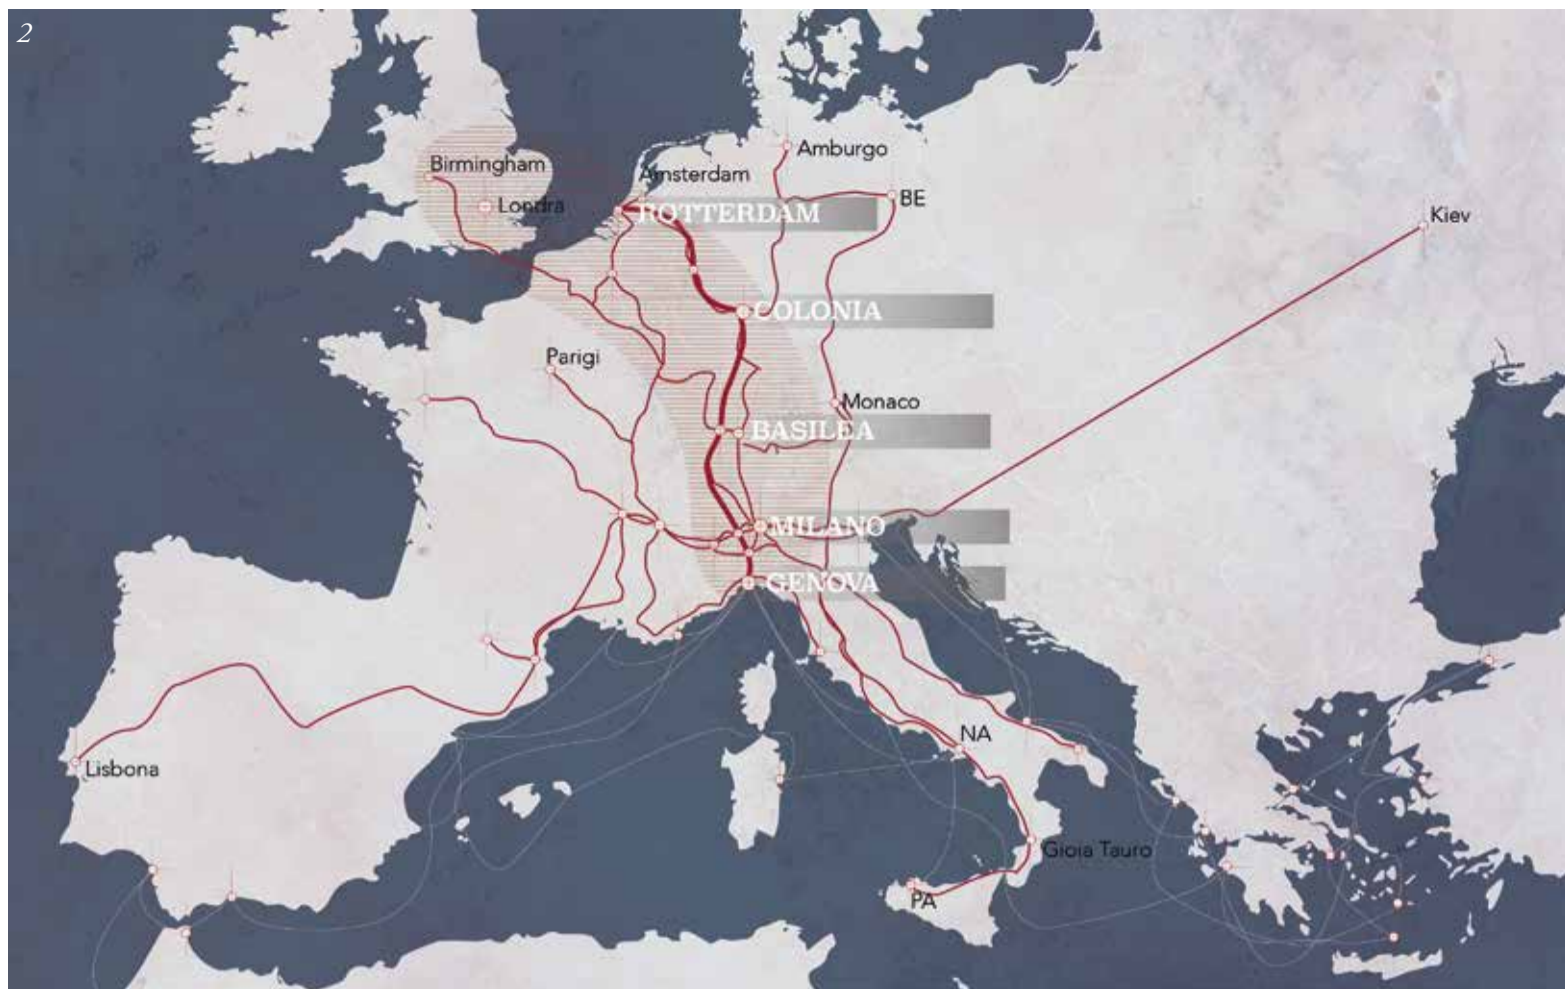 2
Birmingham
Londra
Amsterdam
ROTTERDAM
Amburgo
BE
Kiev
COLONIA
Parigi
Monaco
BASILEA
MILANO
GENOVA
Lisbona
NA
Gioia Tauro
PA